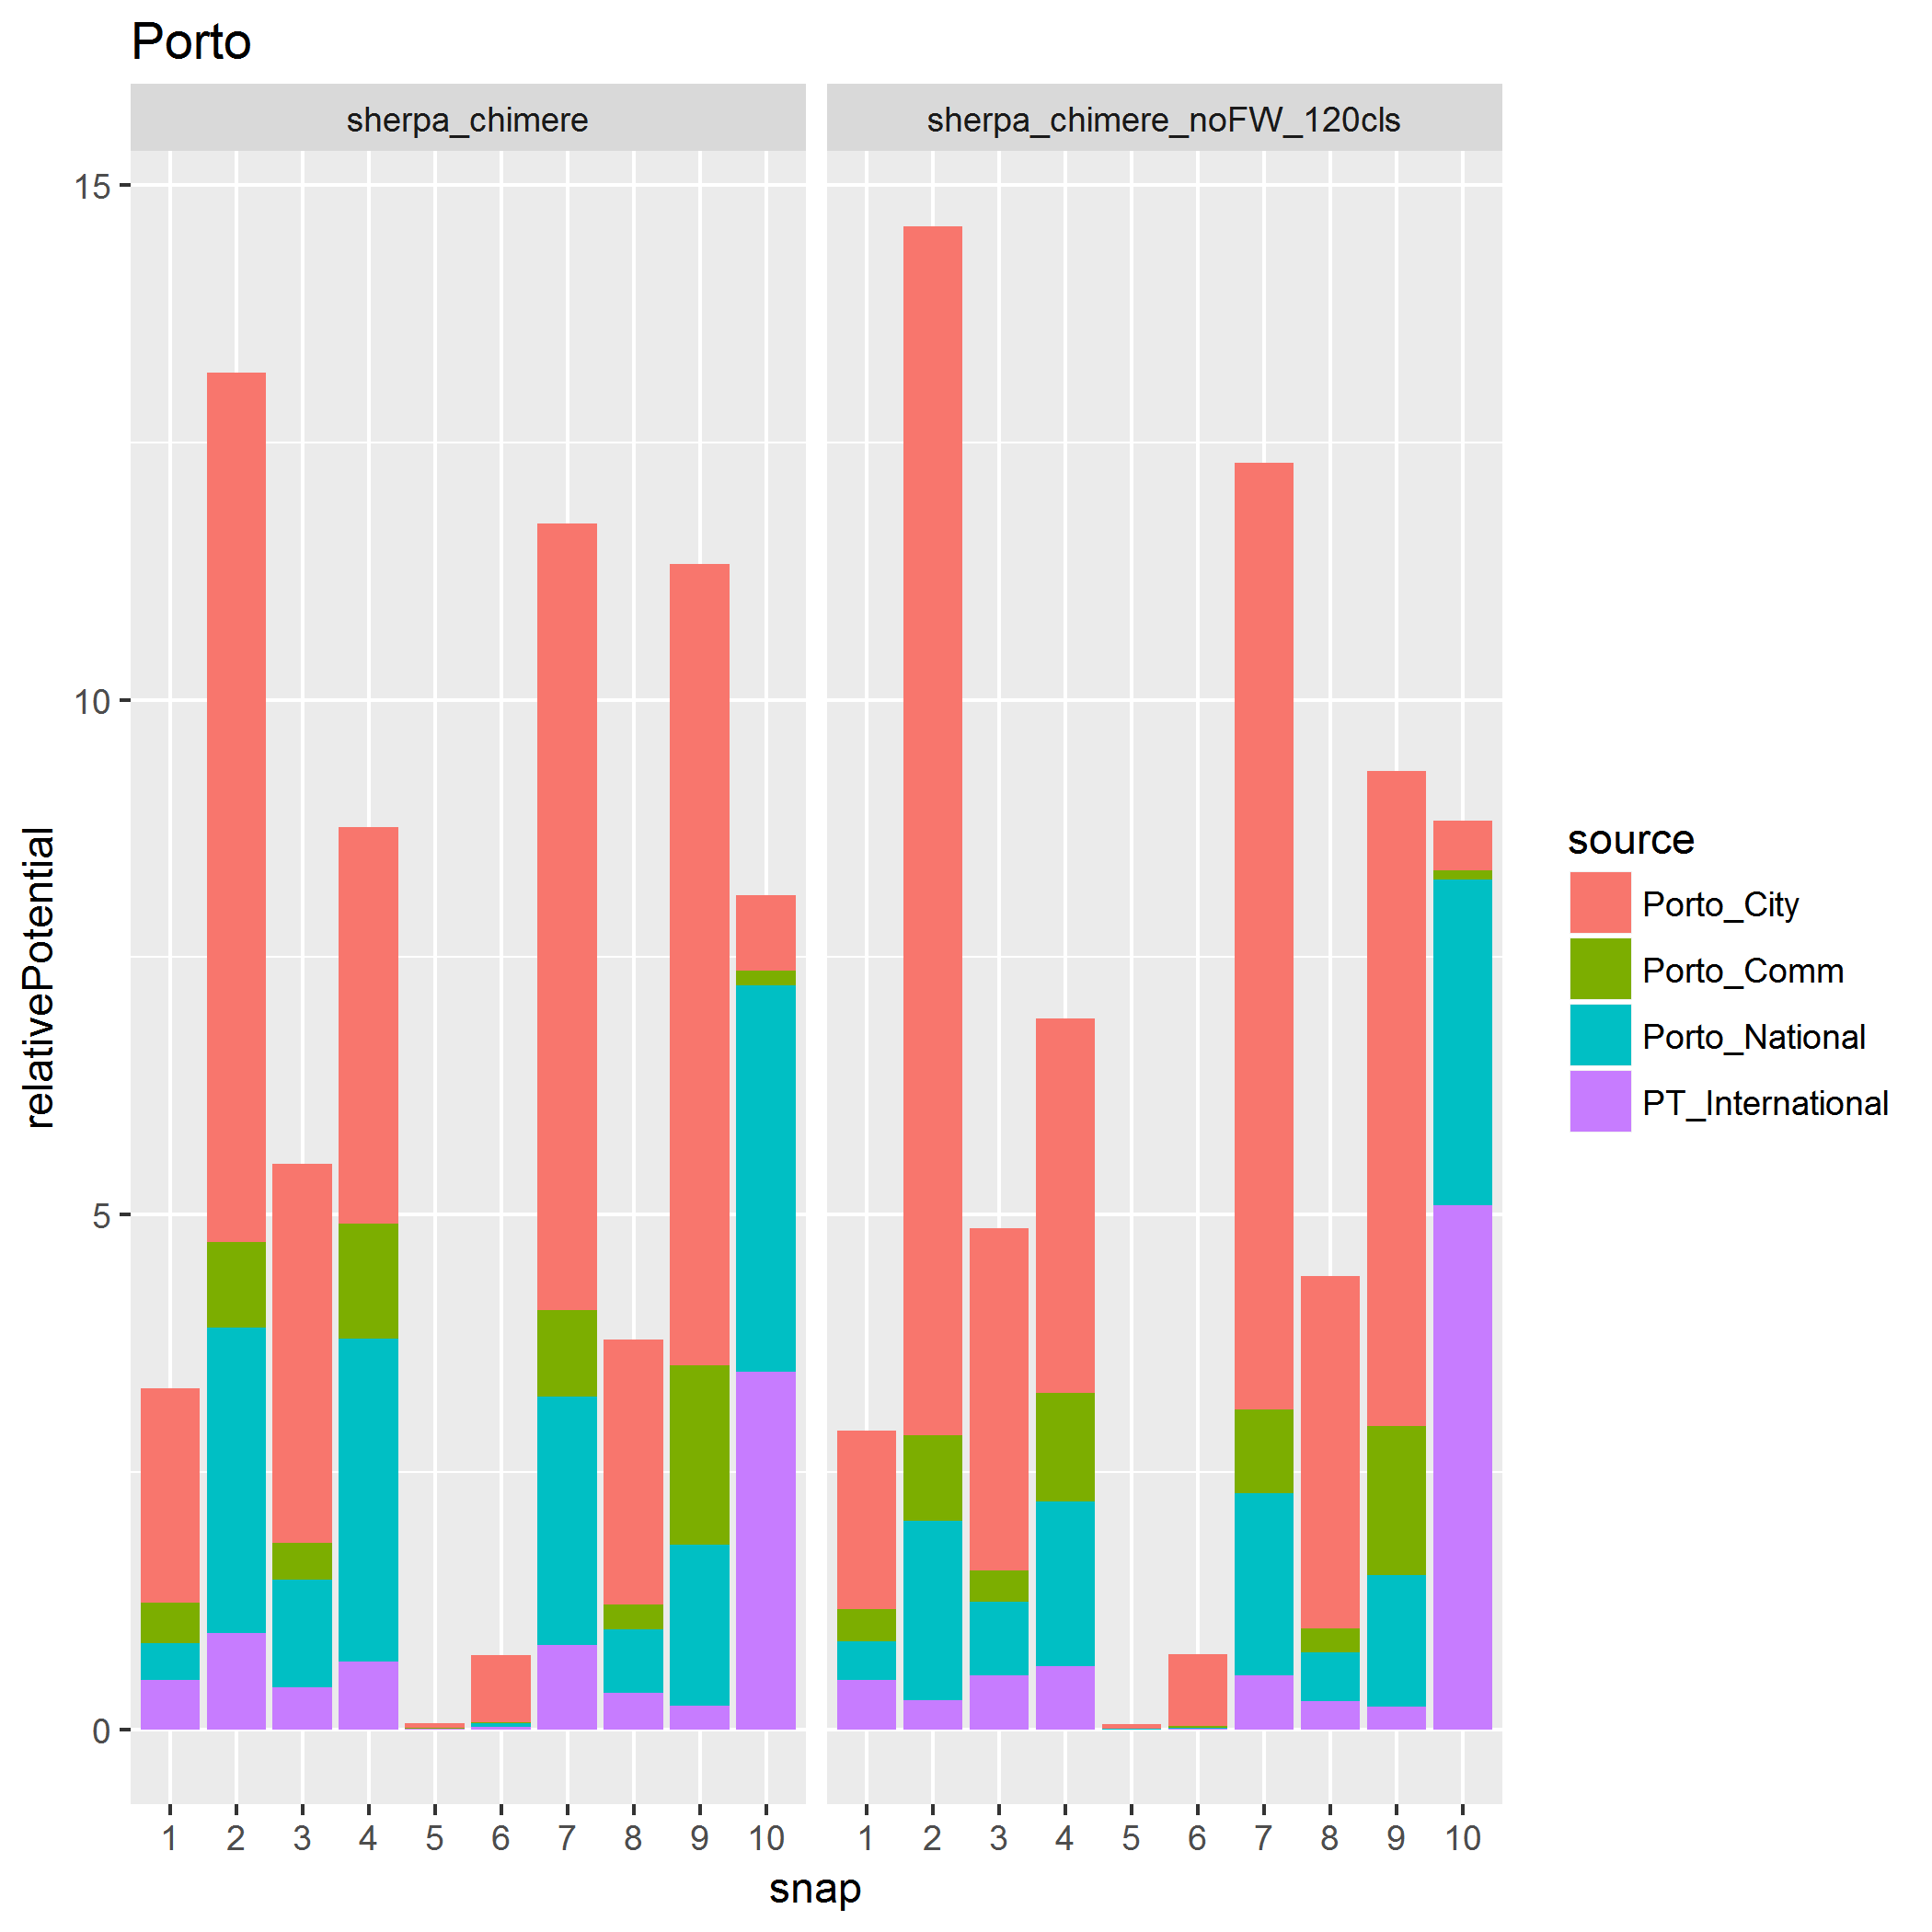 Porto
sherpa_chimere
sherpa_chimere_noFW_120cls
15
10
5
0
relativePotential
1 2 3 4 5 6 7 8 9 10
1 2 3 4 5 6 7 8 9 10
snap
source
Porto_City
Porto_Comm
Porto_National
PT_International